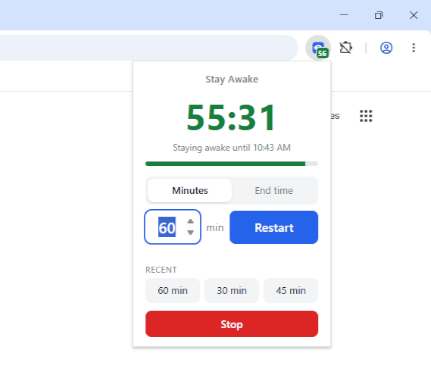 56
Stay Awake
55:31
es
Staying awake until 10:43 AM
Minutes End time
60 min Restart
RECENT
60 min 30 min 45 min
Stop